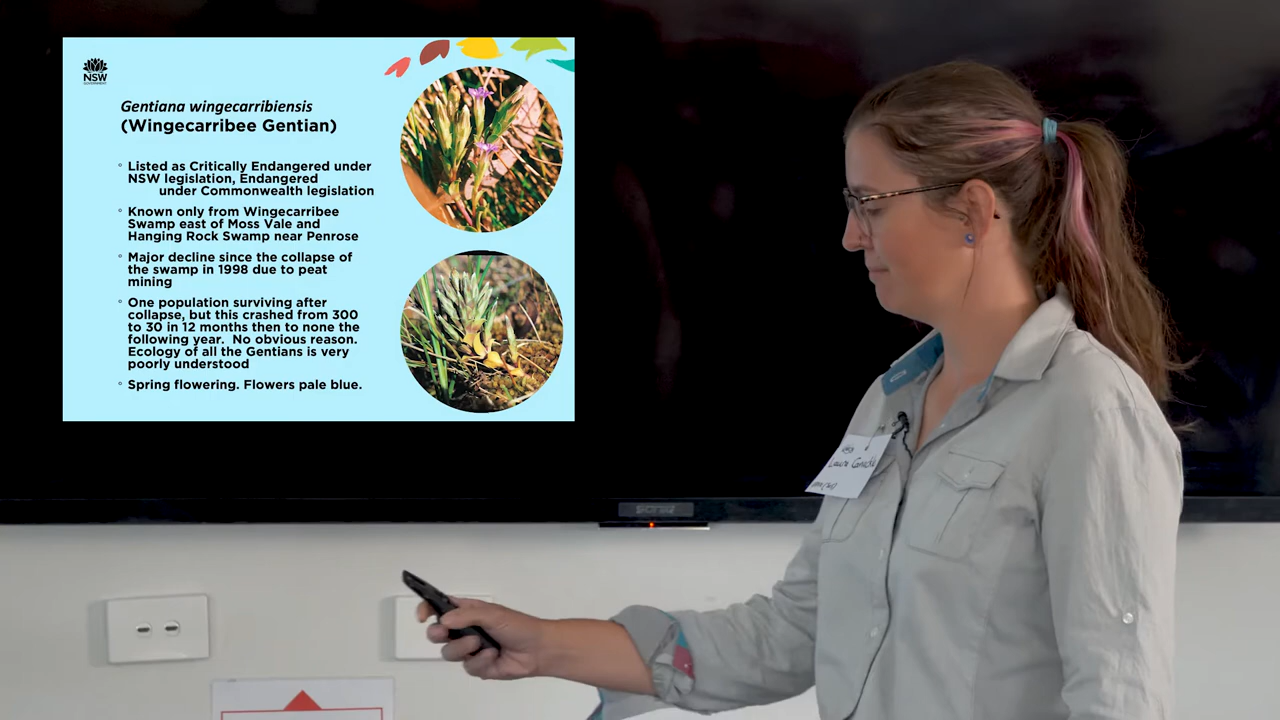 NSW
GOVERNMENT
Gentiana wingecarribiensis
(Wingecarribee Gentian)
° Listed as Critically Endangered under
NSW legislation, Endangered
under Commonwealth legislation
° Known only from Wingecarribee
Swamp east of Moss Vale and
Hanging Rock Swamp near Penrose
° Major decline since the collapse of
the swamp in 1998 due to peat
mining
° One population surviving after
collapse, but this crashed from 300
to 30 in 12 months then to none the
following year.  No obvious reason.
Ecology of all the Gentians is very
poorly understood
° Spring flowering. Flowers pale blue.